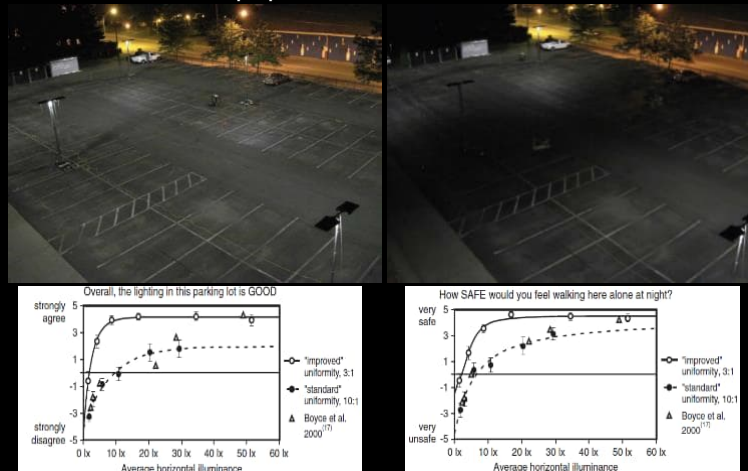 Overall, the lighting in this parking lot is GOOD
strongly
agree
5
3
1
-1
-3
strongly
disagree
-5
0 lx
10 lx
20 lx
30 lx
40 lx
50 lx
60 lx
Average horizontal illuminance
"improved"
uniformity, 3:1
"standard"
uniformity, 10:1
Boyce et al.
2000(17)
How SAFE would you feel walking here alone at night?
very
safe
5
3
1
-1
-3
very
unsafe
-5
0 lx
10 lx
20 lx
30 lx
40 lx
50 lx
60 lx
Average horizontal illuminance
"improved"
uniformity, 3:1
"standard"
uniformity, 10:1
Boyce et al.
2000(17)